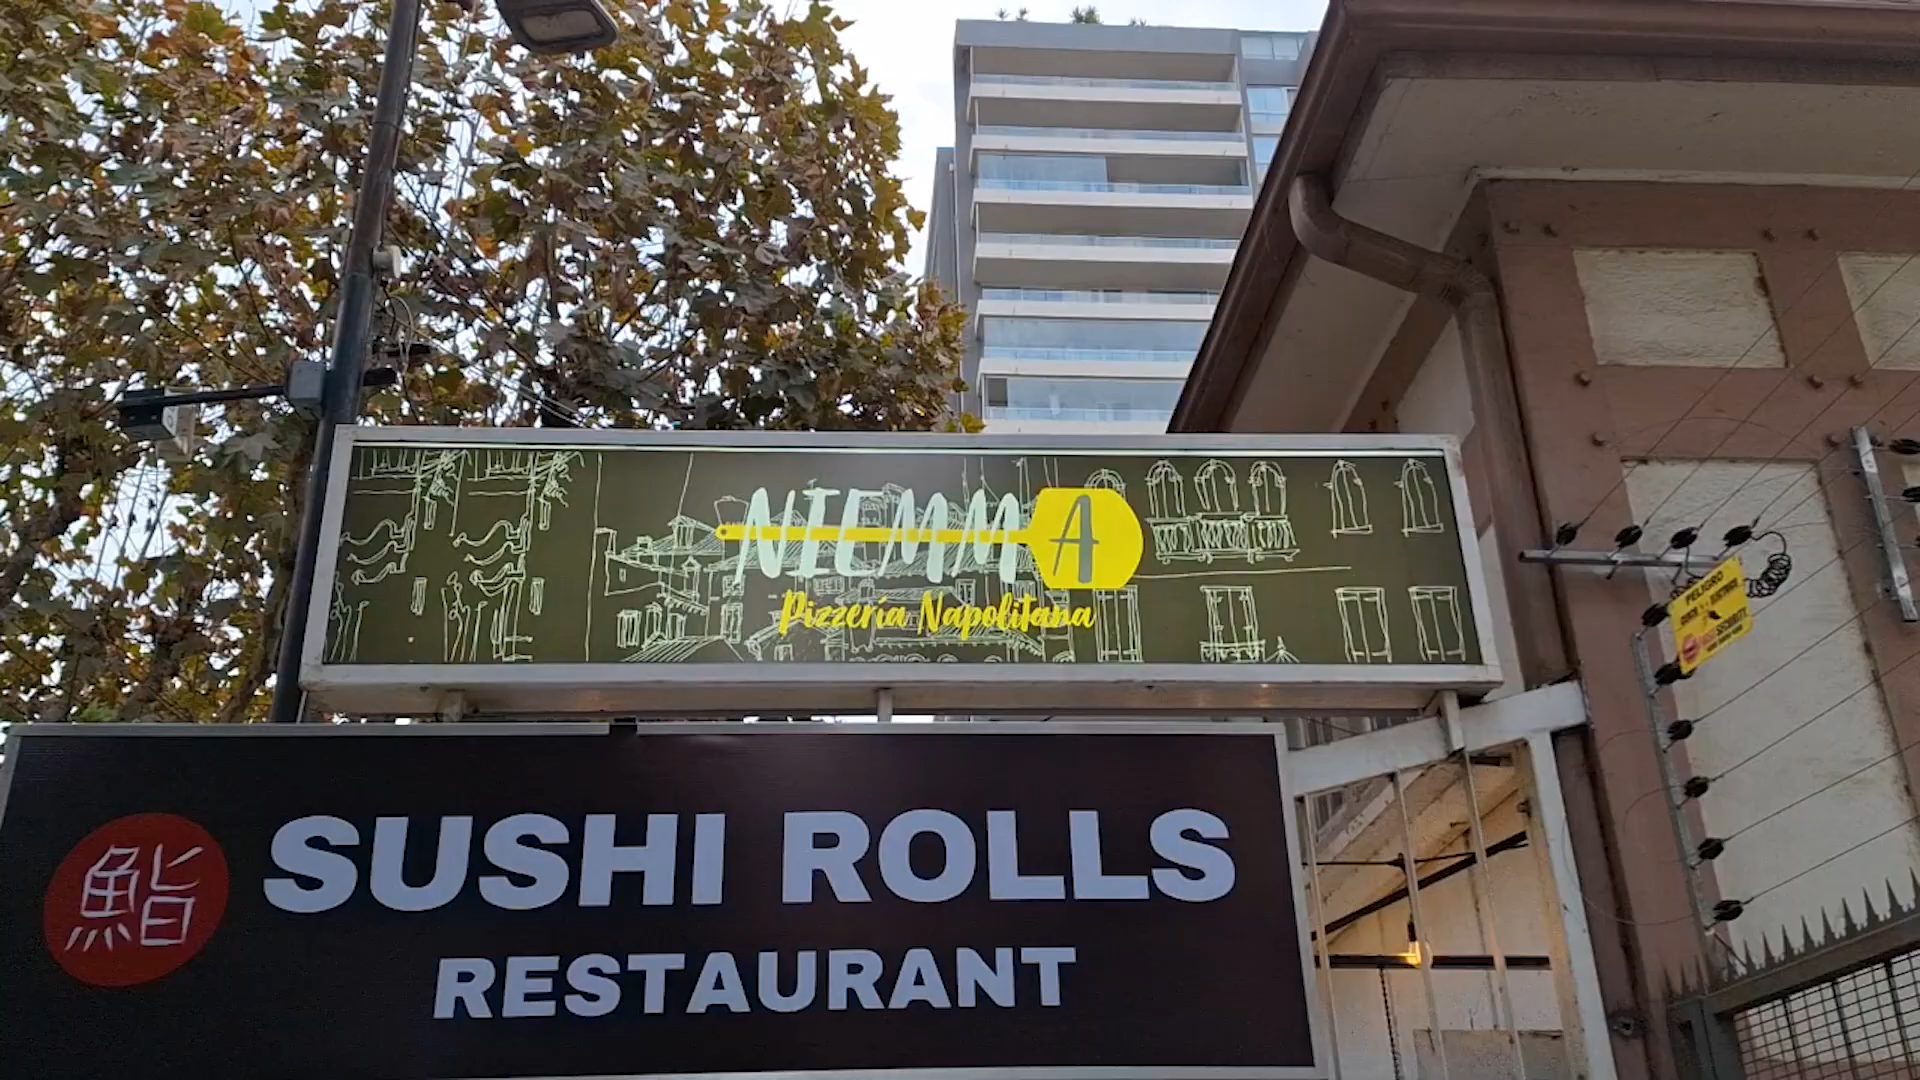 NIEMMA
Pizzería Napolitana
PELIGRO
鮨
SUSHI ROLLS
RESTAURANT